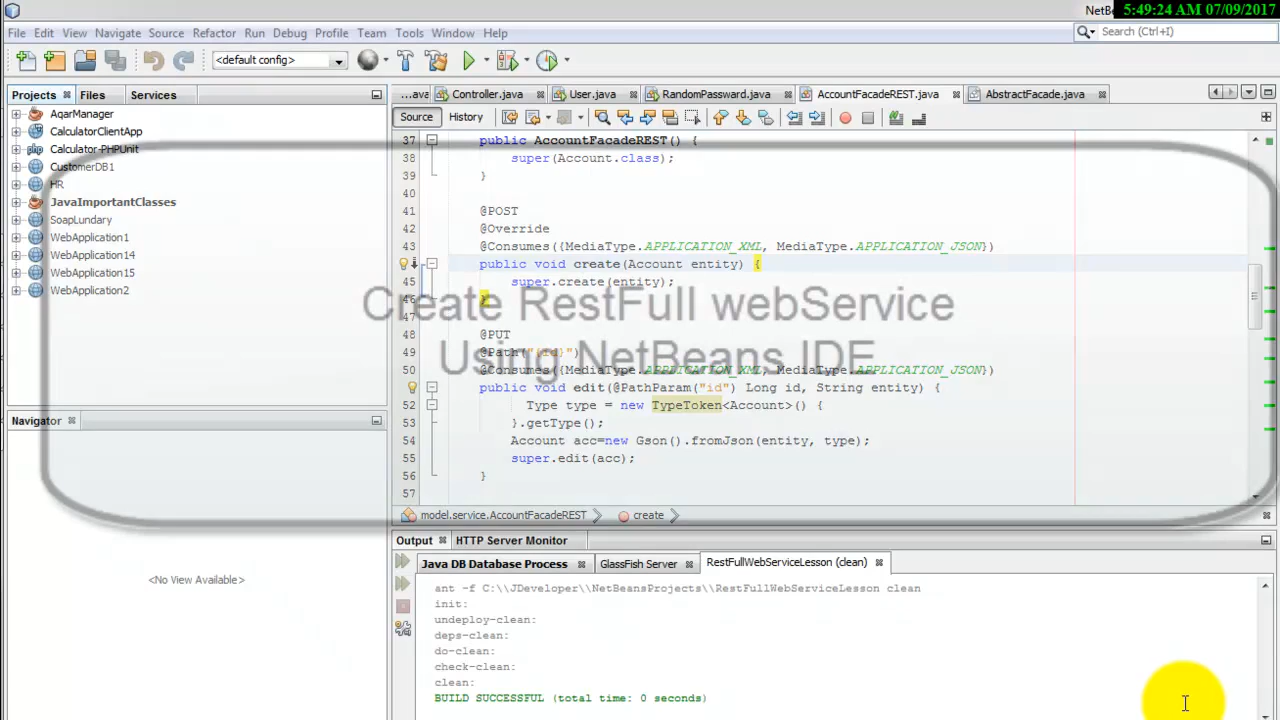 NetBe
5:49:24 AM 07/09/2017
File Edit View Navigate Source Refactor Run Debug Profile Team Tools Window Help
Search (Ctrl+I)
<default config>
Projects Files Services
...ava Controller.java User.java RandomPassward.java AccountFacadeREST.java AbstractFacade.java
Source History
AqarManager
CalculatorClientApp
Calculator-PHPUnit
CustomerDB1
HR
JavaImportantClasses
SoapLundary
WebApplication1
WebApplication14
WebApplication15
WebApplication2
37 public AccountFacadeREST() {
38 super(Account.class);
39 }
40
41 @POST
42 @Override
43 @Consumes({MediaType.APPLICATION_XML, MediaType.APPLICATION_JSON})
public void create(Account entity) {
45 super.create(entity);
46 }
47
48 @PUT
49 @Path("{id}")
50 @Consumes({MediaType.APPLICATION_XML, MediaType.APPLICATION_JSON})
public void edit(@PathParam("id") Long id, String entity) {
52 Type type = new TypeToken<Account>() {
53 }.getType();
54 Account acc=new Gson().fromJson(entity, type);
55 super.edit(acc);
56 }
57
Create RestFull webService
Using NetBeans IDE
model.service.AccountFacadeREST create
Navigator
<No View Available>
Output HTTP Server Monitor
Java DB Database Process GlassFish Server RestFullWebServiceLesson (clean)
ant -f C:\\JDeveloper\\NetBeansProjects\\RestFullWebServiceLesson clean
init:
undeploy-clean:
deps-clean:
do-clean:
check-clean:
clean:
BUILD SUCCESSFUL (total time: 0 seconds)